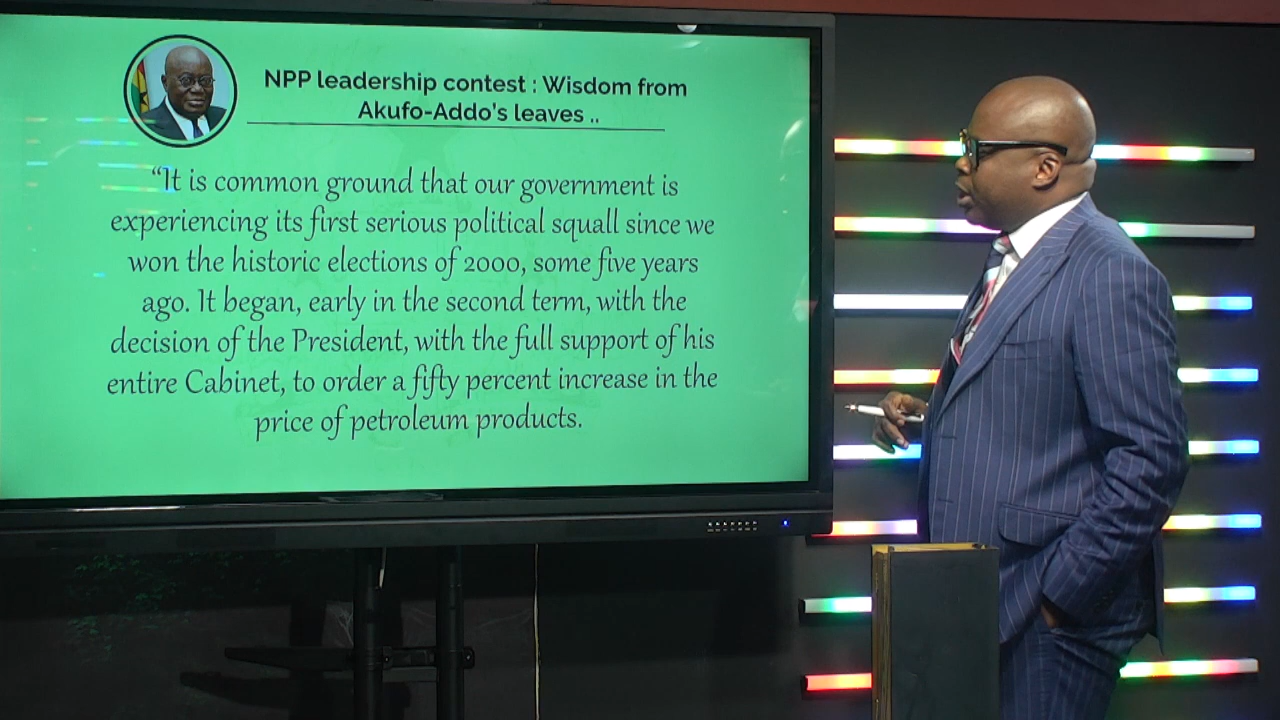 NPP leadership contest : Wisdom from
Akufo-Addo's leaves ..
“It is common ground that our government is
experiencing its first serious political squall since we
won the historic elections of 2000, some five years
ago. It began, early in the second term, with the
decision of the President, with the full support of his
entire Cabinet, to order a fifty percent increase in the
price of petroleum products.